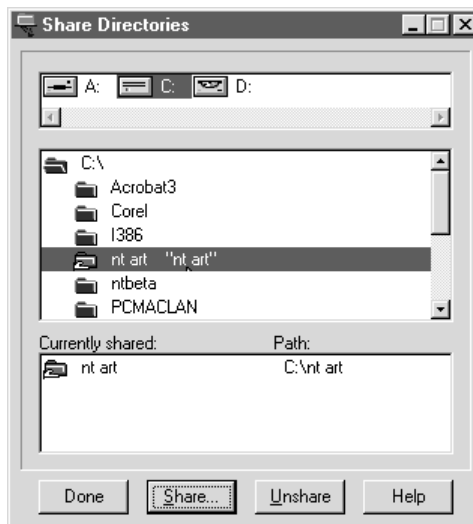 Share Directories
A: C: D:
C:\
Acrobat3
Corel
I386
nt art "nt art"
ntbeta
PCMACLAN
Currently shared: Path:
nt art C:\nt art
Done Share... Unshare Help